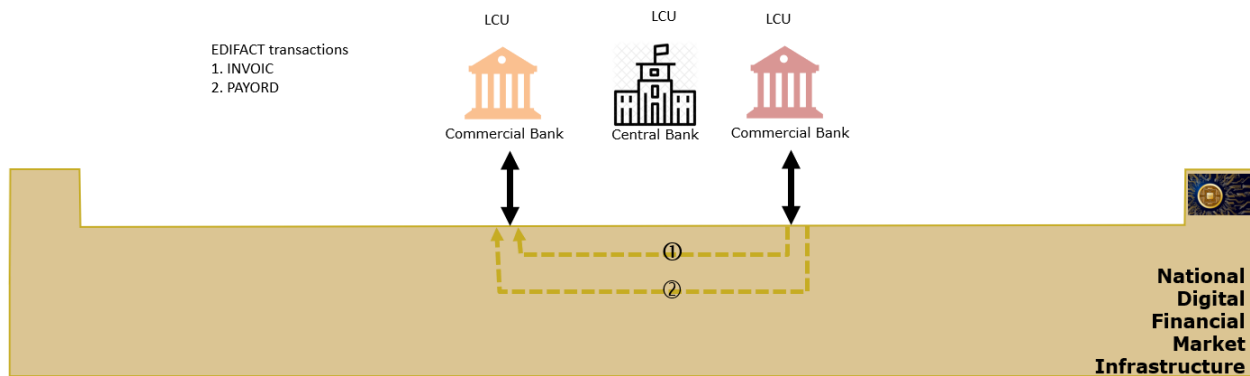 LCU
LCU
LCU
EDIFACT transactions
1. INVOIC
2. PAYORD
Commercial Bank
Central Bank
Commercial Bank
①
②
National
Digital
Financial
Market
Infrastructure